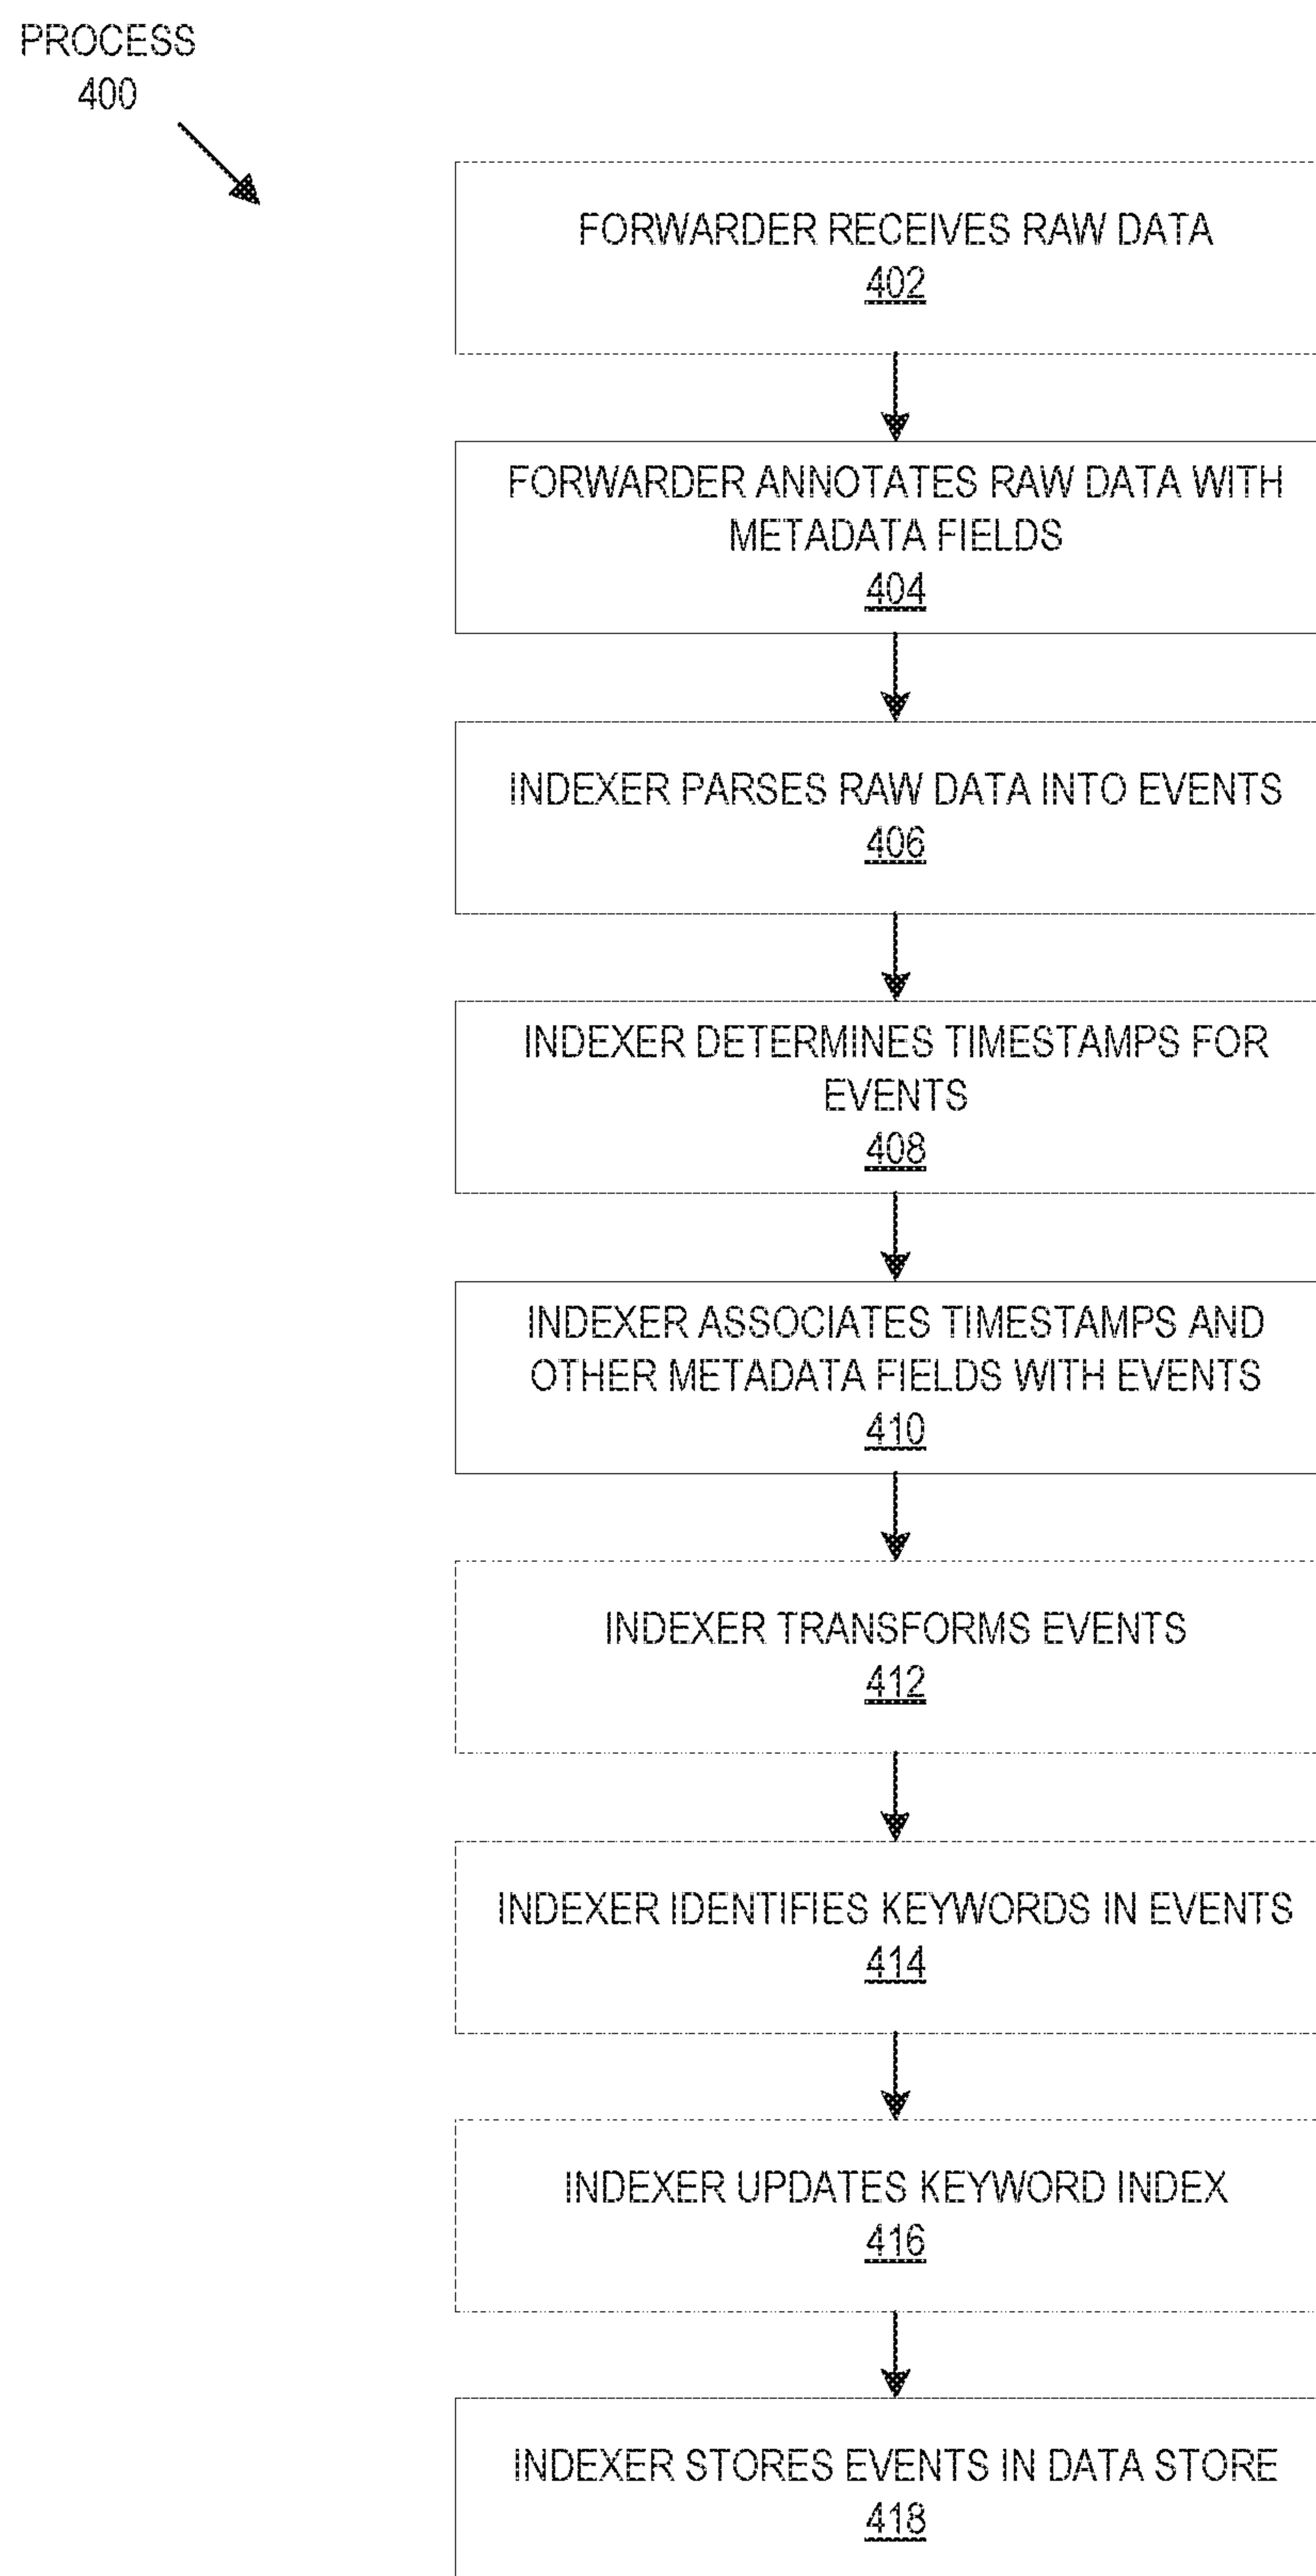 PROCESS
400
FORWARDER RECEIVES RAW DATA
402
FORWARDER ANNOTATES RAW DATA WITH
METADATA FIELDS
404
INDEXER PARSES RAW DATA INTO EVENTS
406
INDEXER DETERMINES TIMESTAMPS FOR
EVENTS
408
INDEXER ASSOCIATES TIMESTAMPS AND
OTHER METADATA FIELDS WITH EVENTS
410
INDEXER TRANSFORMS EVENTS
412
INDEXER IDENTIFIES KEYWORDS IN EVENTS
414
INDEXER UPDATES KEYWORD INDEX
416
INDEXER STORES EVENTS IN DATA STORE
418